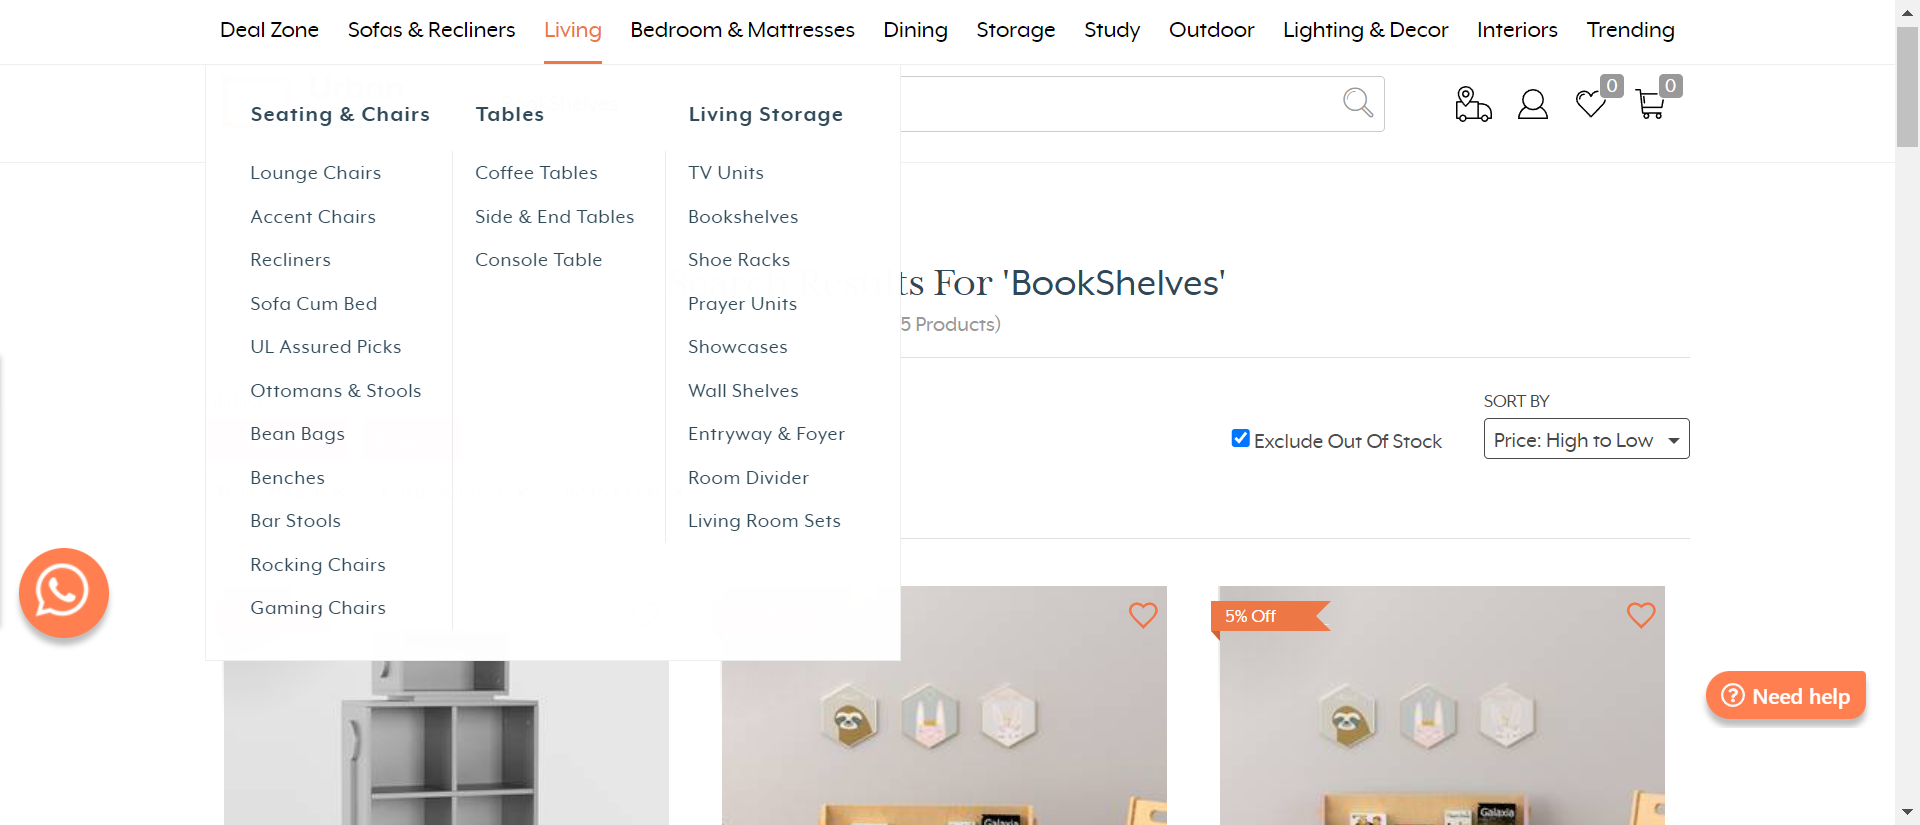 Deal Zone Sofas & Recliners Living Bedroom & Mattresses Dining Storage Study Outdoor Lighting & Decor Interiors Trending
0 0
Seating & Chairs Tables Living Storage
Lounge Chairs Coffee Tables TV Units
Accent Chairs Side & End Tables Bookshelves
Recliners Console Table Shoe Racks
ts For 'BookShelves'
Sofa Cum Bed Prayer Units
5 Products)
UL Assured Picks Showcases
Ottomans & Stools Wall Shelves
SORT BY
Bean Bags Entryway & Foyer
Exclude Out Of Stock Price: High to Low
Benches Room Divider
Bar Stools Living Room Sets
Rocking Chairs
Gaming Chairs
5% Off
Need help
Galaxia
Galaxia